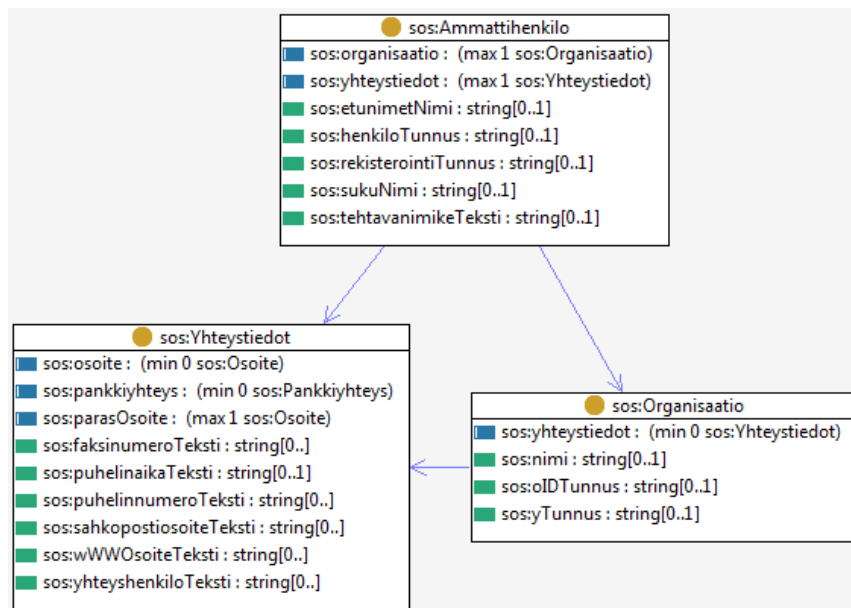 sos:Ammattihenkilo
sos:organisaatio : (max 1 sos:Organisaatio)
sos:yhteystiedot : (max 1 sos:Yhteystiedot)
sos:etunimetNimi : string[0..1]
sos:henkiloTunnus : string[0..1]
sos:rekisterointiTunnus : string[0..1]
sos:sukuNimi : string[0..1]
sos:tehtavanimikeTeksti : string[0..1]
sos:Yhteystiedot
sos:osoite : (min 0 sos:Osoite)
sos:pankkiyhteys : (min 0 sos:Pankkiyhteys)
sos:parasOsoite : (max 1 sos:Osoite)
sos:faksinumeroTeksti : string[0..]
sos:puhelinaikaTeksti : string[0..1]
sos:puhelinnumeroTeksti : string[0..]
sos:sahkopostiosoiteTeksti : string[0..]
sos:wWWOsoiteTeksti : string[0..]
sos:yhteyshenkiloTeksti : string[0..]
sos:Organisaatio
sos:yhteystiedot : (min 0 sos:Yhteystiedot)
sos:nimi : string[0..1]
sos:oIDTunnus : string[0..1]
sos:yTunnus : string[0..1]